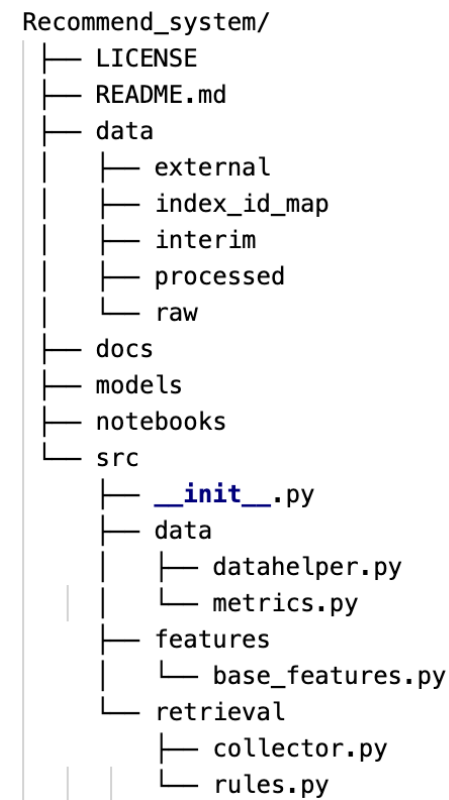 Recommend_system/
├── LICENSE
├── README.md
├── data
│   ├── external
│   ├── index_id_map
│   ├── interim
│   ├── processed
│   └── raw
├── docs
├── models
├── notebooks
└── src
    ├── __init__.py
    ├── data
    │   ├── datahelper.py
    │   └── metrics.py
    ├── features
    │   └── base_features.py
    └── retrieval
        ├── collector.py
        └── rules.py